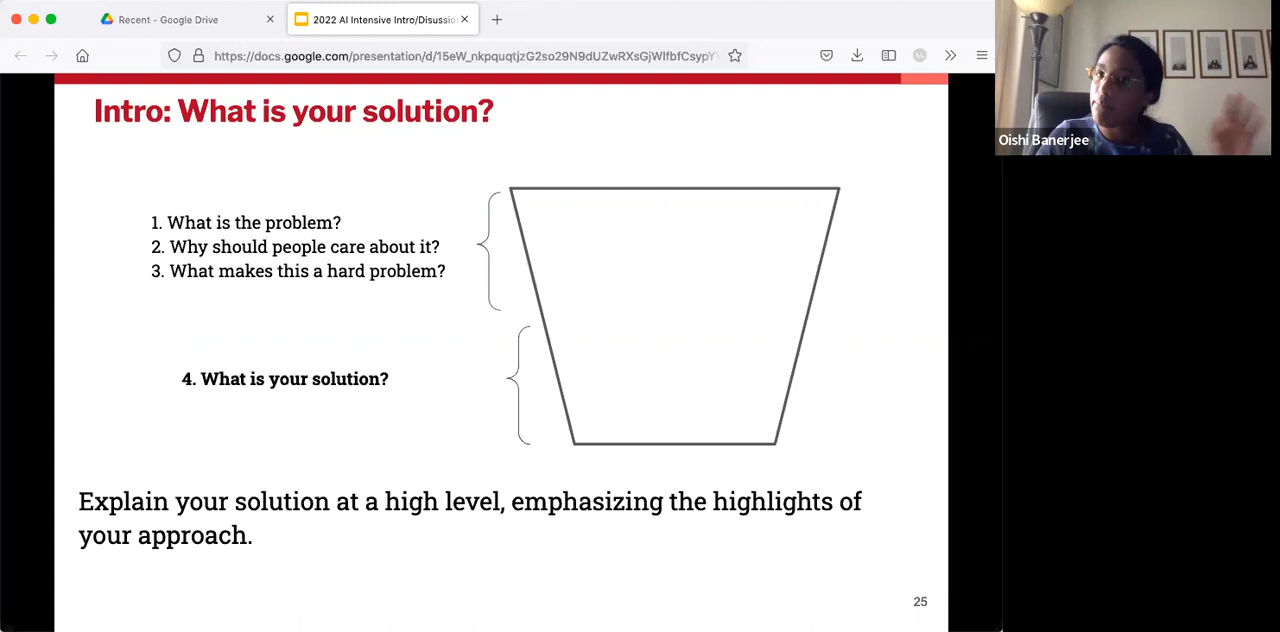 Recent - Google Drive
2022 AI Intensive Intro/Disussio
https://docs.google.com/presentation/d/15eW_nkpquqtjzG2so29N9dUZwRXsGjWlfbfCsypY
Oishi Banerjee
Intro: What is your solution?
1. What is the problem?
2. Why should people care about it?
3. What makes this a hard problem?
4. What is your solution?
Explain your solution at a high level, emphasizing the highlights of
your approach.
25